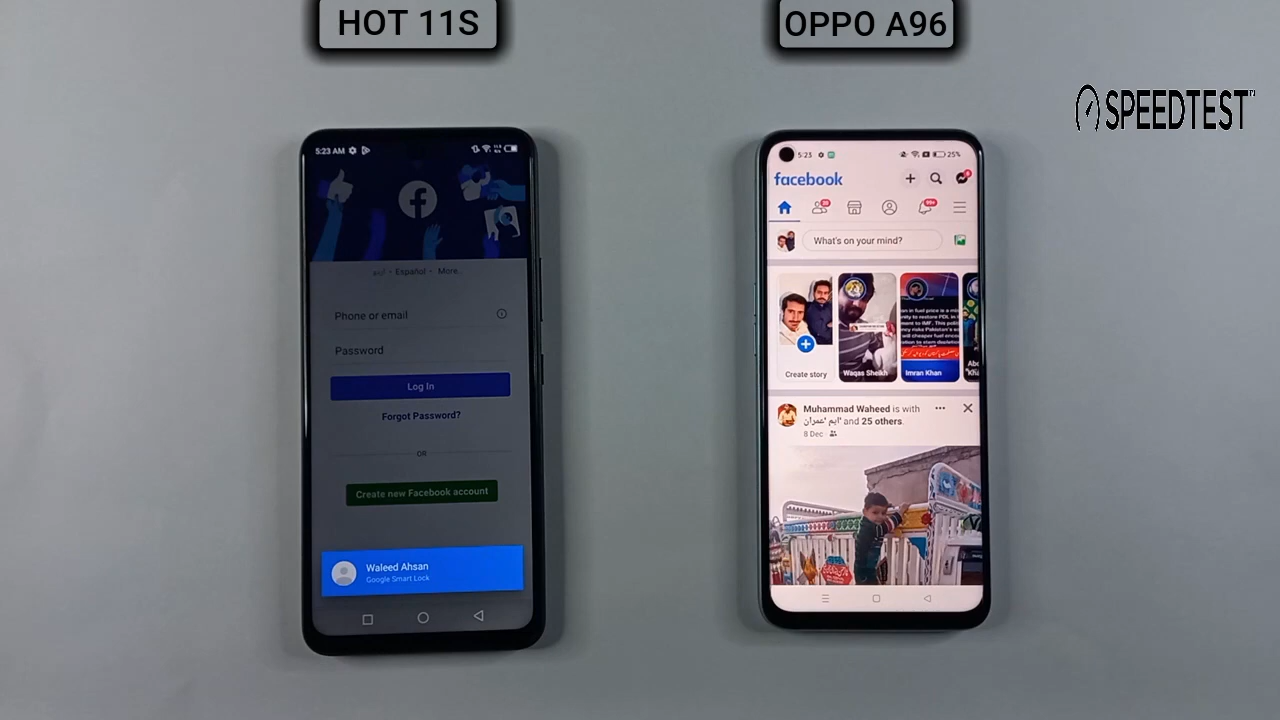 HOT 11S
OPPO A96
SPEEDTEST
5:23 AM
Español • More...
Phone or email
Password
Log In
Forgot Password?
OR
Create new Facebook account
Waleed Ahsan
Google Smart Lock
5:23
25%
facebook
What's on your mind?
Create story
Waqas Sheikh
Imran Khan
Muhammad Waheed is with
ایم 'عمران' and 25 others.
8 Dec